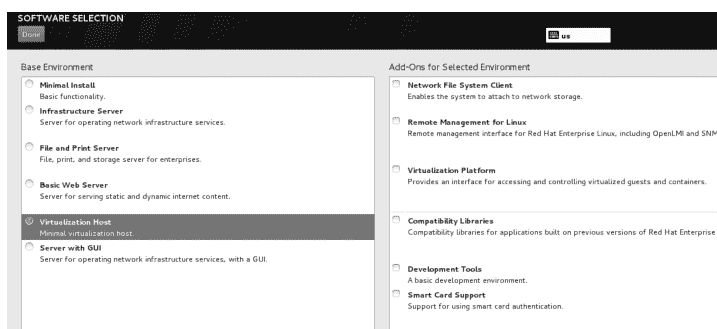 SOFTWARE SELECTION
Done
us
Base Environment
Minimal Install
Basic functionality.
Infrastructure Server
Server for operating network infrastructure services.
File and Print Server
File, print, and storage server for enterprises.
Basic Web Server
Server for serving static and dynamic internet content.
Virtualization Host
Minimal virtualization host.
Server with GUI
Server for operating network infrastructure services, with a GUI.
Add-Ons for Selected Environment
Network File System Client
Enables the system to attach to network storage.
Remote Management for Linux
Remote management interface for Red Hat Enterprise Linux, including OpenLMI and SNM
Virtualization Platform
Provides an interface for accessing and controlling virtualized guests and containers.
Compatibility Libraries
Compatibility libraries for applications built on previous versions of Red Hat Enterprise
Development Tools
A basic development environment.
Smart Card Support
Support for using smart card authentication.